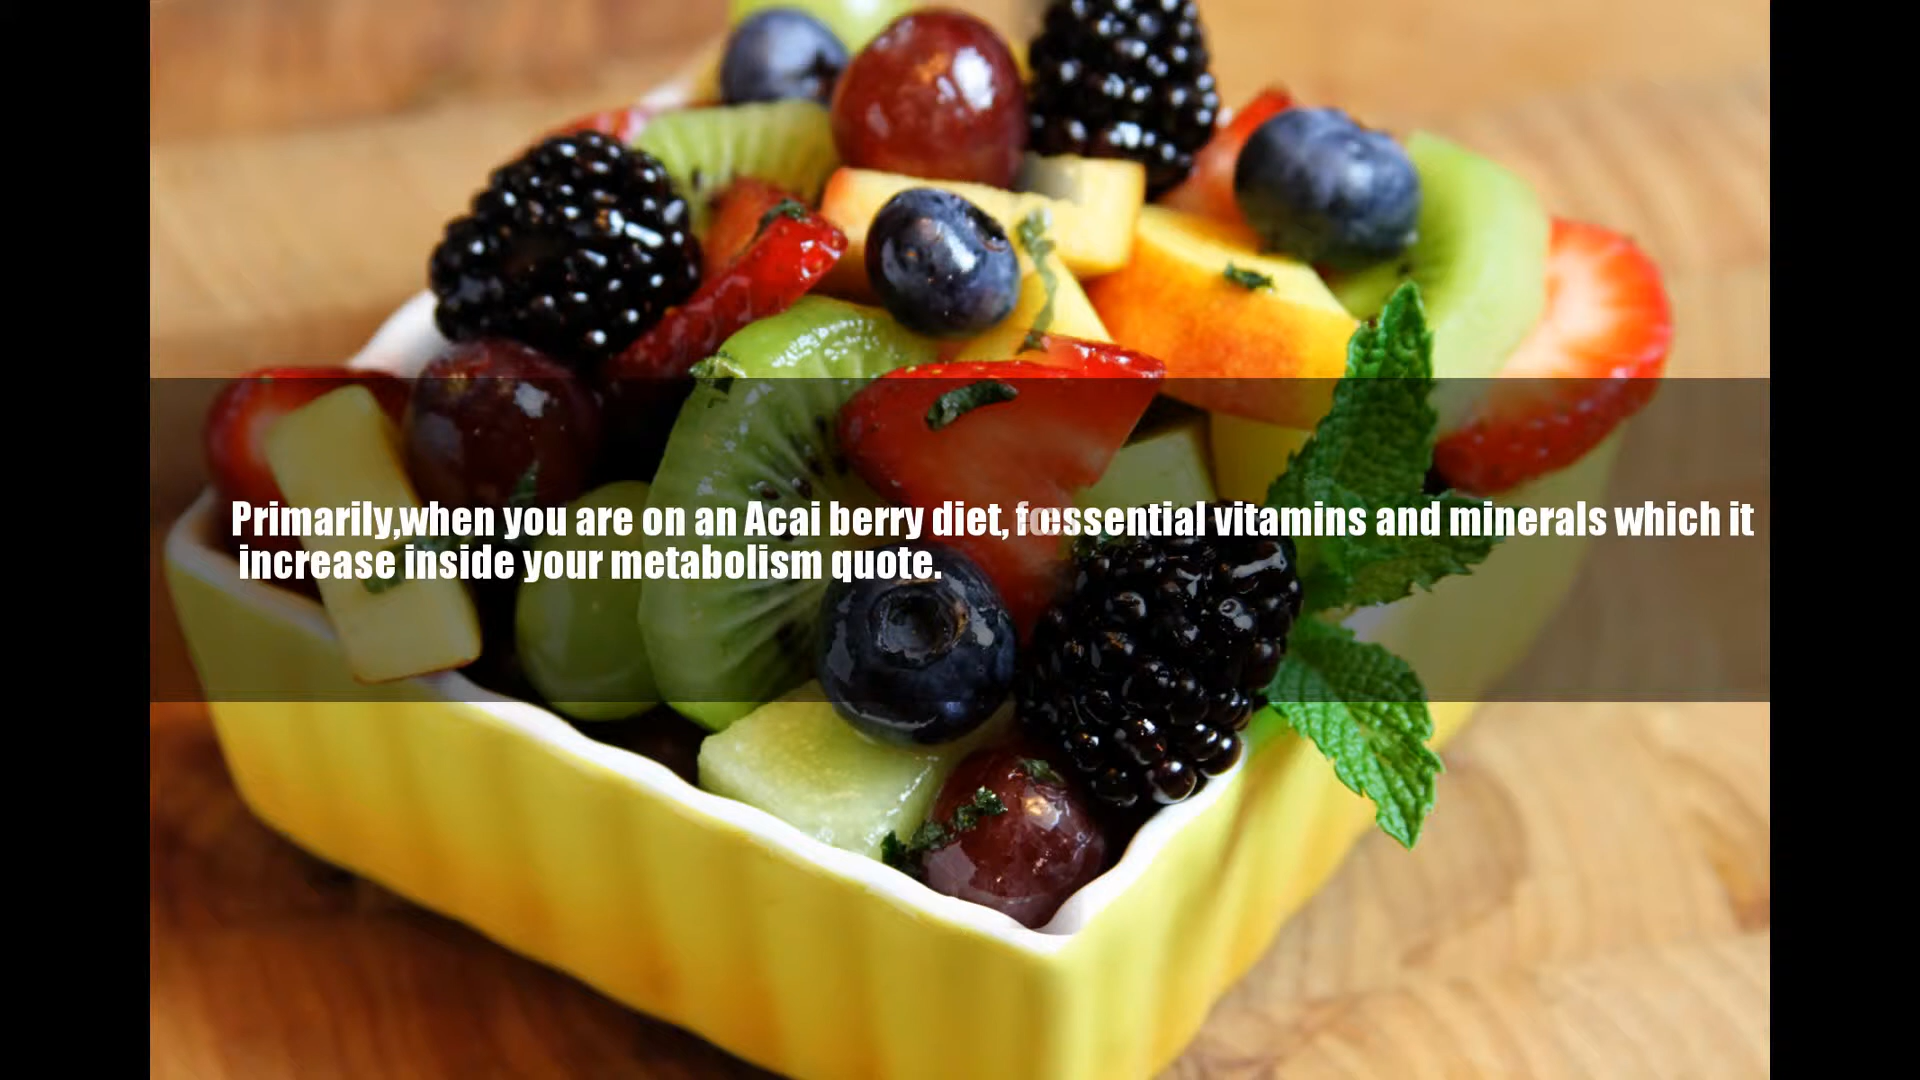 Primarily,when you are on an Acai berry diet, essential vitamins and minerals which it
increase inside your metabolism quote.